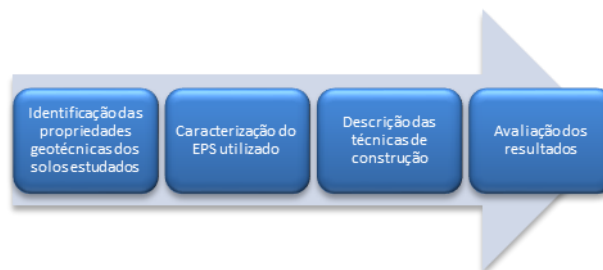 Identificação das
propriedades
geotécnicas dos
solos estudados
Caracterização do
EPS utilizado
Descrição das
técnicas de
construção
Avaliação dos
resultados